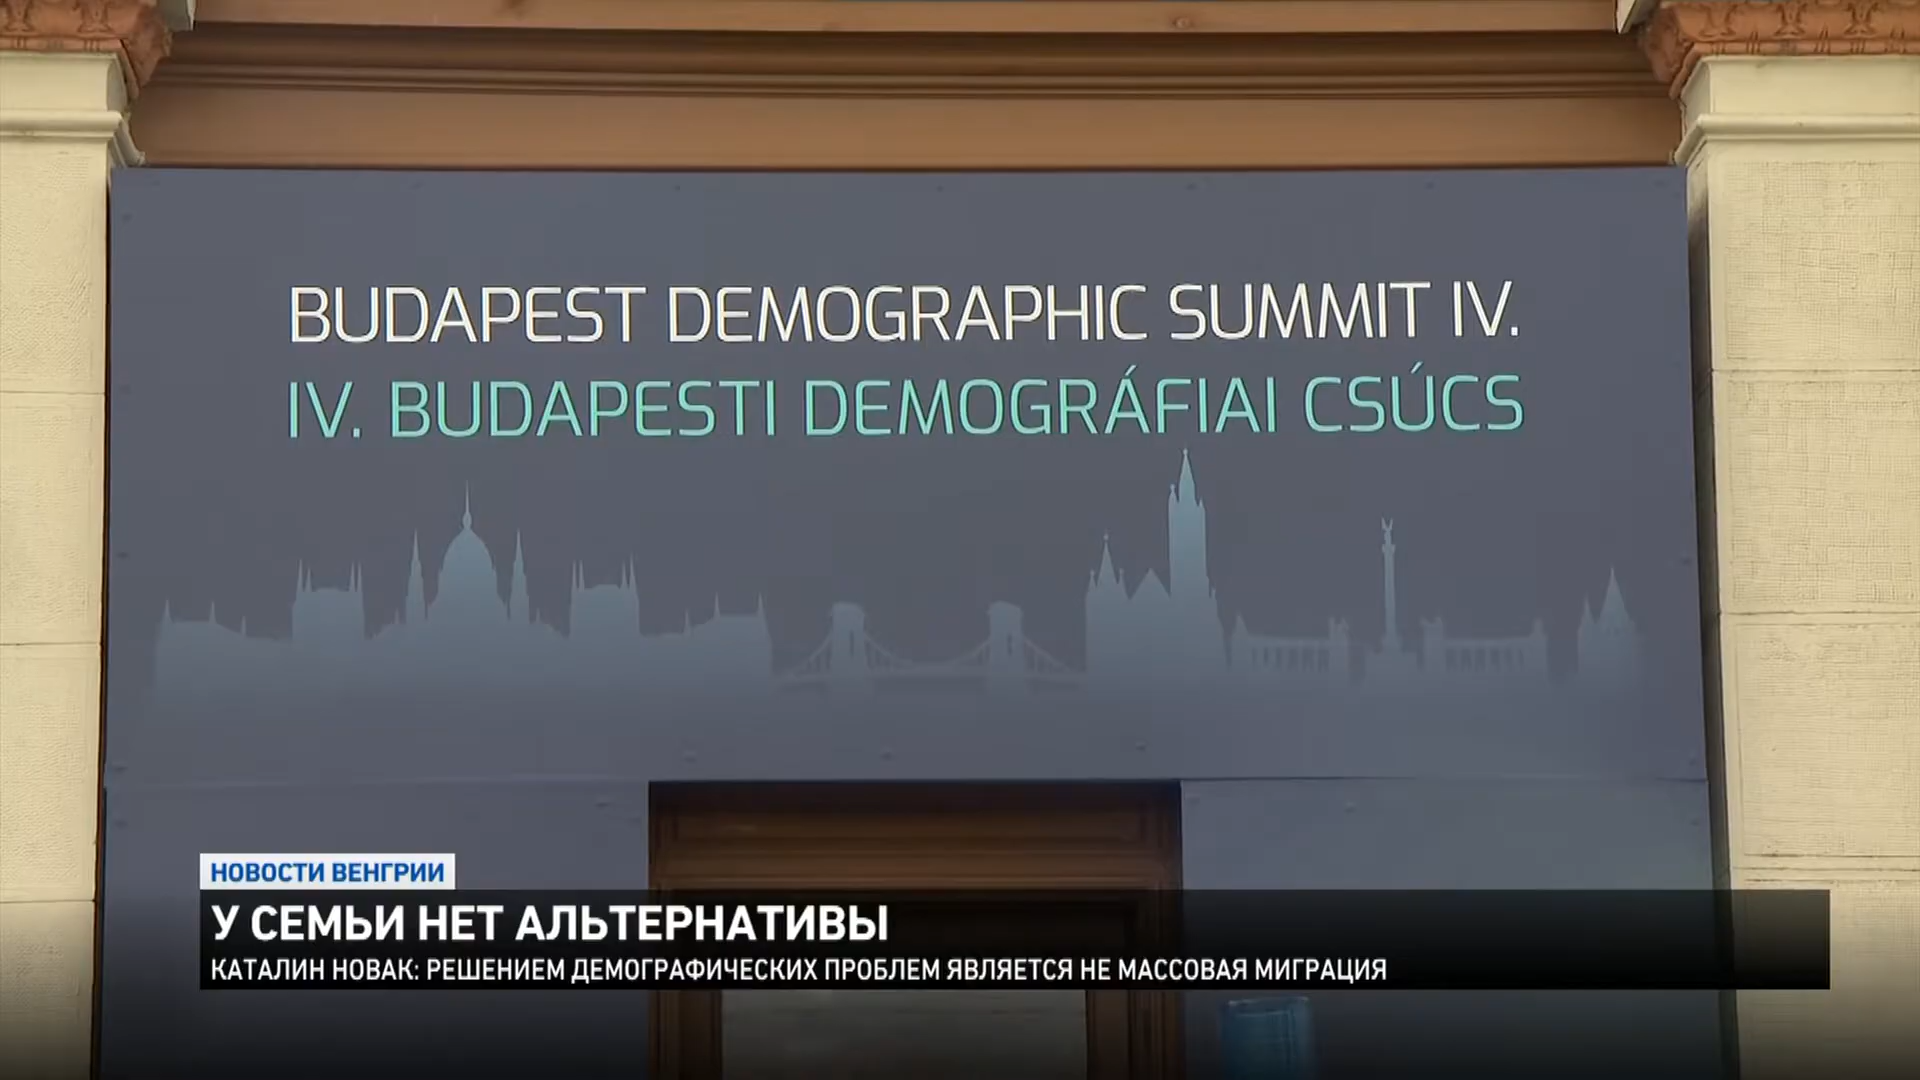 BUDAPEST DEMOGRAPHIC SUMMIT IV.
IV. BUDAPESTI DEMOGRÁFIAI CSÚCS
НОВОСТИ ВЕНГРИИ
У СЕМЬИ НЕТ АЛЬТЕРНАТИВЫ
КАТАЛИН НОВАК: РЕШЕНИЕМ ДЕМОГРАФИЧЕСКИХ ПРОБЛЕМ ЯВЛЯЕТСЯ НЕ МАССОВАЯ МИГРАЦИЯ